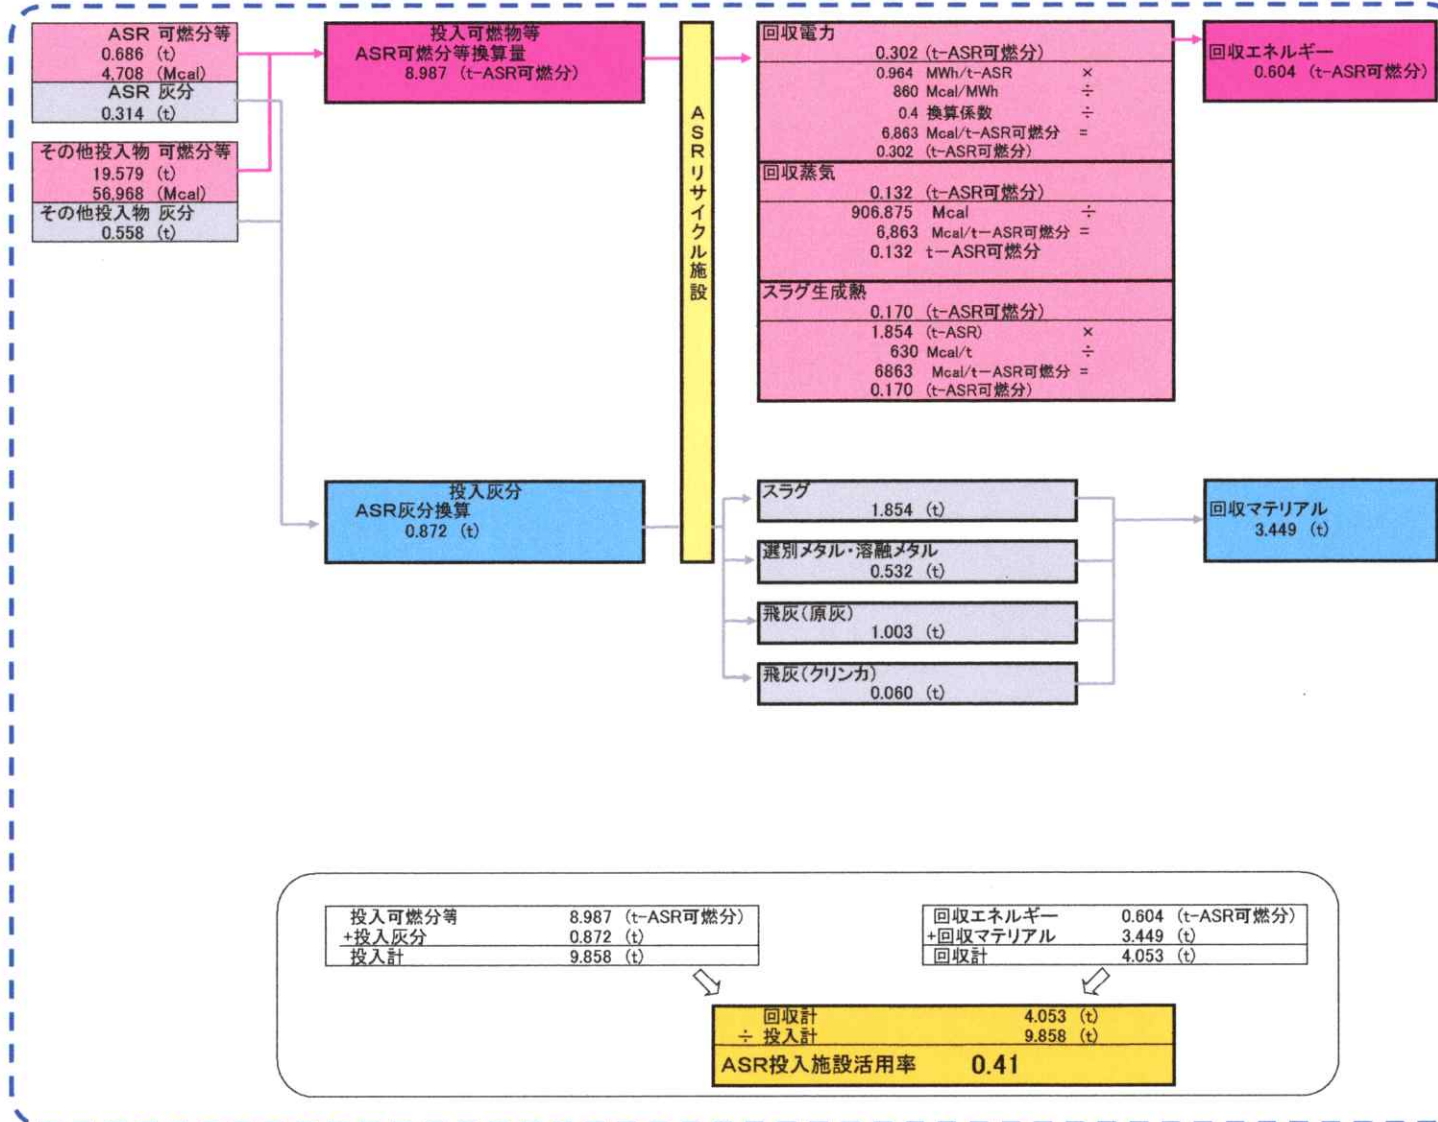 ASR 可燃分等
0.686 (t)
4,708 (Mcal)
ASR 灰分
0.314 (t)
その他投入物 可燃分等
19.579 (t)
56,968 (Mcal)
その他投入物 灰分
0.558 (t)
投入可燃物等
ASR可燃分等換算量
8.987 (t-ASR可燃分)
投入灰分
ASR灰分換算
0.872 (t)
ASRリサイクル施設
回収電力
0.302 (t-ASR可燃分)
0.964 MWh/t-ASR ×
860 Mcal/MWh ÷
0.4 換算係数 ÷
6,863 Mcal/t-ASR可燃分 =
0.302 (t-ASR可燃分)
回収蒸気
0.132 (t-ASR可燃分)
906.875 Mcal ÷
6,863 Mcal/t-ASR可燃分 =
0.132 t-ASR可燃分
スラグ生成熱
0.170 (t-ASR可燃分)
1.854 (t-ASR) ×
630 Mcal/t ÷
6863 Mcal/t-ASR可燃分 =
0.170 (t-ASR可燃分)
回収エネルギー
0.604 (t-ASR可燃分)
スラグ
1.854 (t)
選別メタル・溶融メタル
0.532 (t)
飛灰(原灰)
1.003 (t)
飛灰(クリンカ)
0.060 (t)
回収マテリアル
3.449 (t)
投入可燃分等 8.987 (t-ASR可燃分)
+投入灰分 0.872 (t)
投入計 9.858 (t)
回収エネルギー 0.604 (t-ASR可燃分)
+回収マテリアル 3.449 (t)
回収計 4.053 (t)
回収計 4.053 (t)
÷ 投入計 9.858 (t)
ASR投入施設活用率 0.41